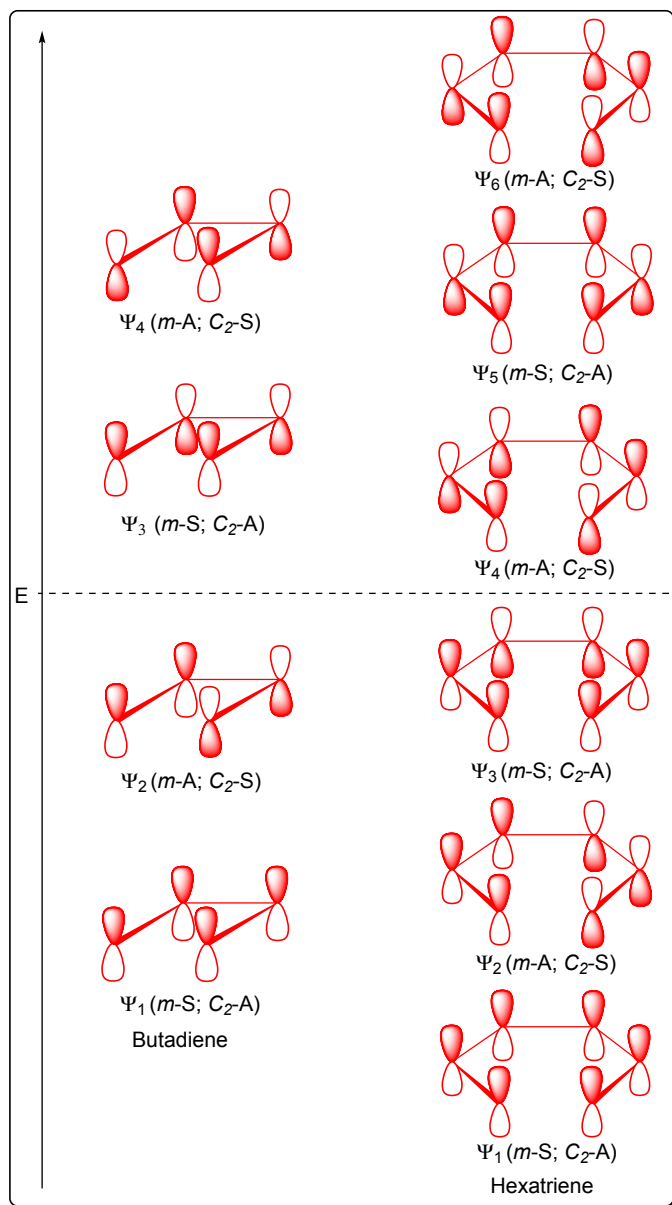 Ψ₆ (m-A; C₂-S)
Ψ₄ (m-A; C₂-S)
Ψ₅ (m-S; C₂-A)
Ψ₃ (m-S; C₂-A)
Ψ₄ (m-A; C₂-S)
E
Ψ₃ (m-S; C₂-A)
Ψ₂ (m-A; C₂-S)
Ψ₂ (m-A; C₂-S)
Ψ₁ (m-S; C₂-A)
Butadiene
Ψ₁ (m-S; C₂-A)
Hexatriene